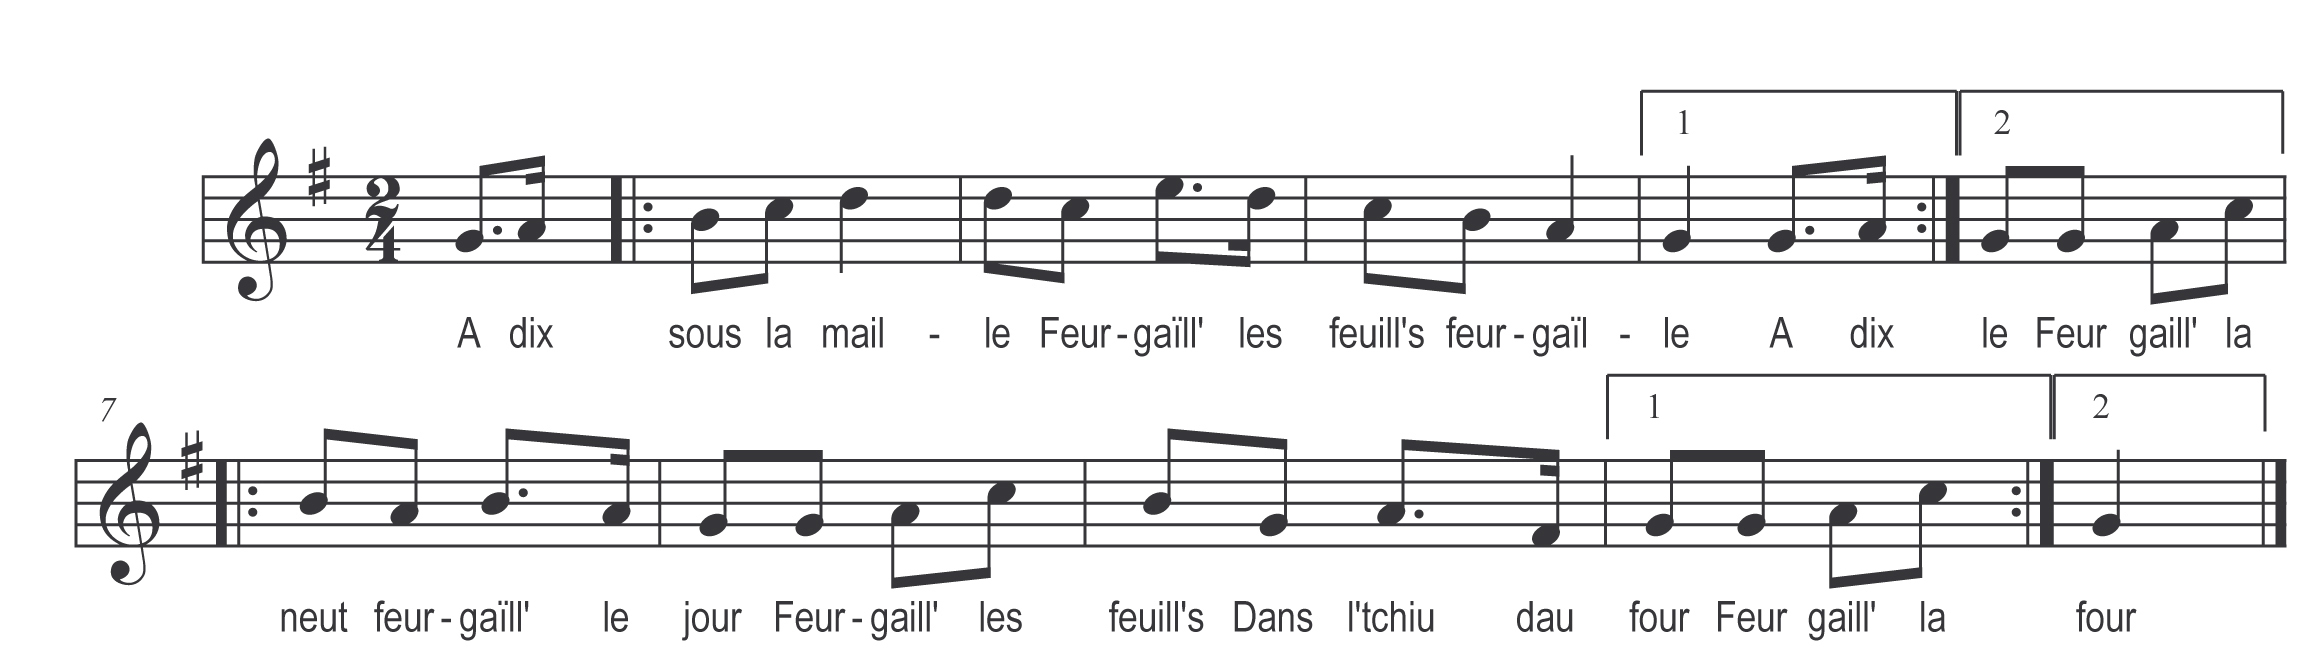 1 2
2
4
A dix sous la mail - le Feur - gaïll' les feuill's feur - gaïl - le A dix le Feur gaill' la
7 1 2
neut feur - gaïll' le jour Feur - gaill' les feuill's Dans l'tchiu dau four Feur gaill' la four